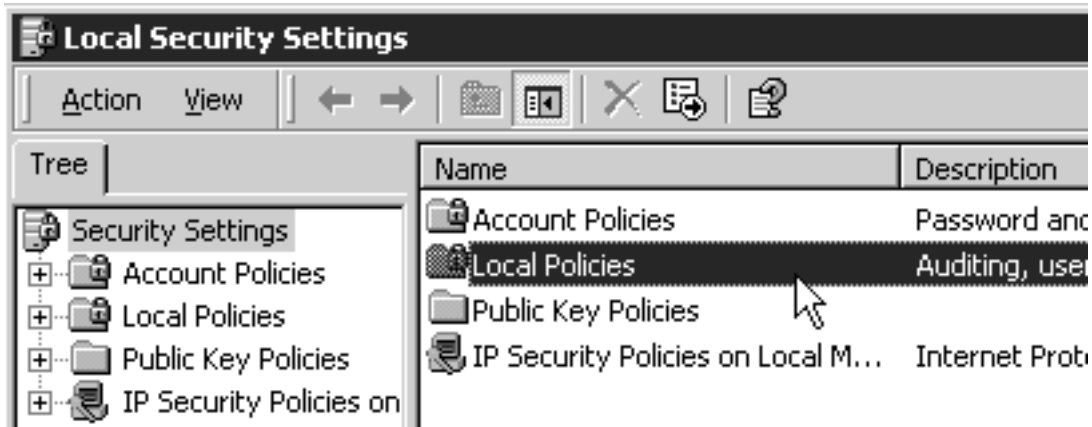 Local Security Settings
Action View
Tree
Name Description
Security Settings
Account Policies
Local Policies
Public Key Policies
IP Security Policies on
Account Policies Password and
Local Policies Auditing, user
Public Key Policies
IP Security Policies on Local M... Internet Proto